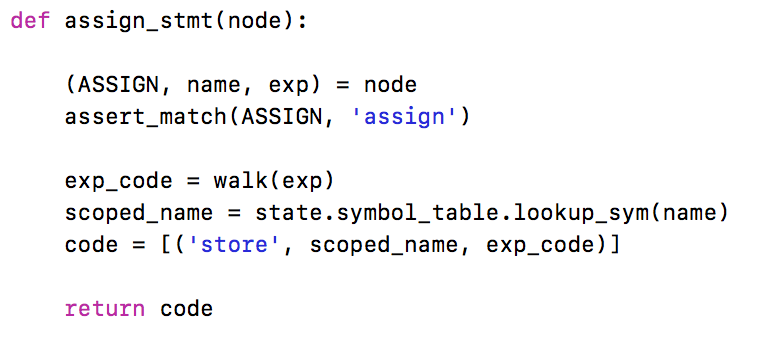 def assign_stmt(node):
(ASSIGN, name, exp) = node
assert_match(ASSIGN, 'assign')
exp_code = walk(exp)
scoped_name = state.symbol_table.lookup_sym(name)
code = [('store', scoped_name, exp_code)]
return code